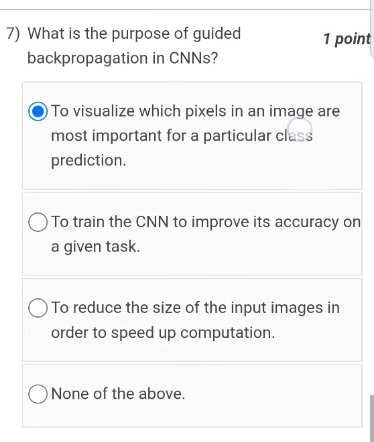 7) What is the purpose of guided
1 point
backpropagation in CNNs?
To visualize which pixels in an image are
most important for a particular class
prediction.
To train the CNN to improve its accuracy on
a given task.
To reduce the size of the input images in
order to speed up computation.
None of the above.